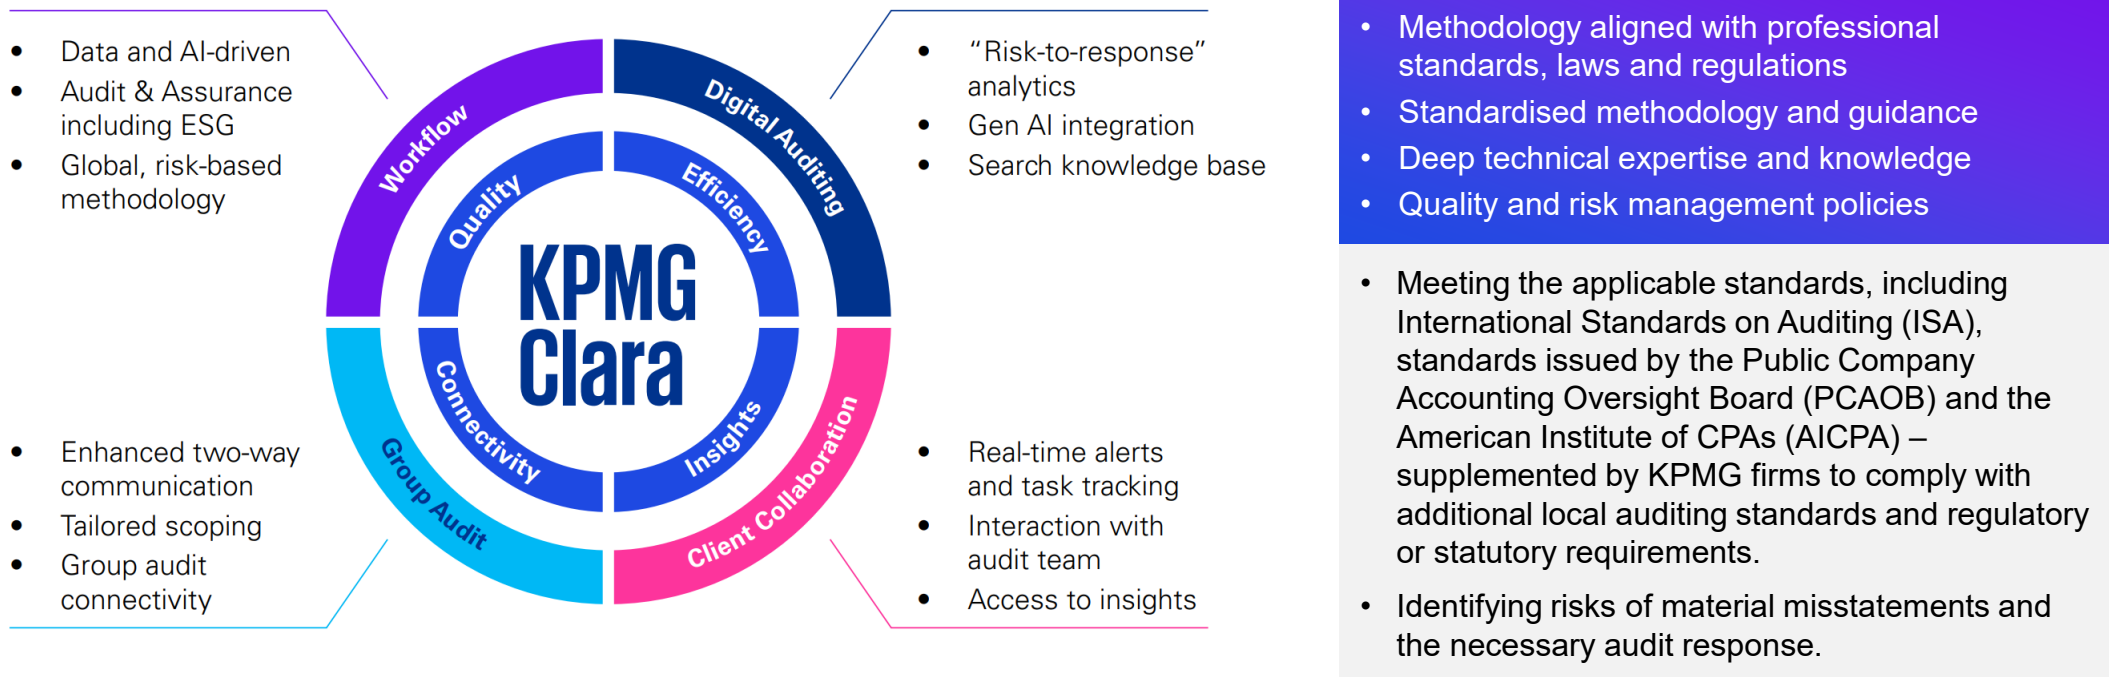 • Data and AI-driven
• Audit & Assurance
including ESG
• Global, risk-based
methodology
Workflow
Digital Auditing
• “Risk-to-response”
analytics
• Gen AI integration
• Search knowledge base
Quality
Efficiency
KPMG
Clara
Connectivity
Insights
• Enhanced two-way
communication
• Tailored scoping
• Group audit
connectivity
Group Audit
Client Collaboration
• Real-time alerts
and task tracking
• Interaction with
audit team
• Access to insights
• Methodology aligned with professional
standards, laws and regulations
• Standardised methodology and guidance
• Deep technical expertise and knowledge
• Quality and risk management policies
• Meeting the applicable standards, including
International Standards on Auditing (ISA),
standards issued by the Public Company
Accounting Oversight Board (PCAOB) and the
American Institute of CPAs (AICPA) –
supplemented by KPMG firms to comply with
additional local auditing standards and regulatory
or statutory requirements.
• Identifying risks of material misstatements and
the necessary audit response.